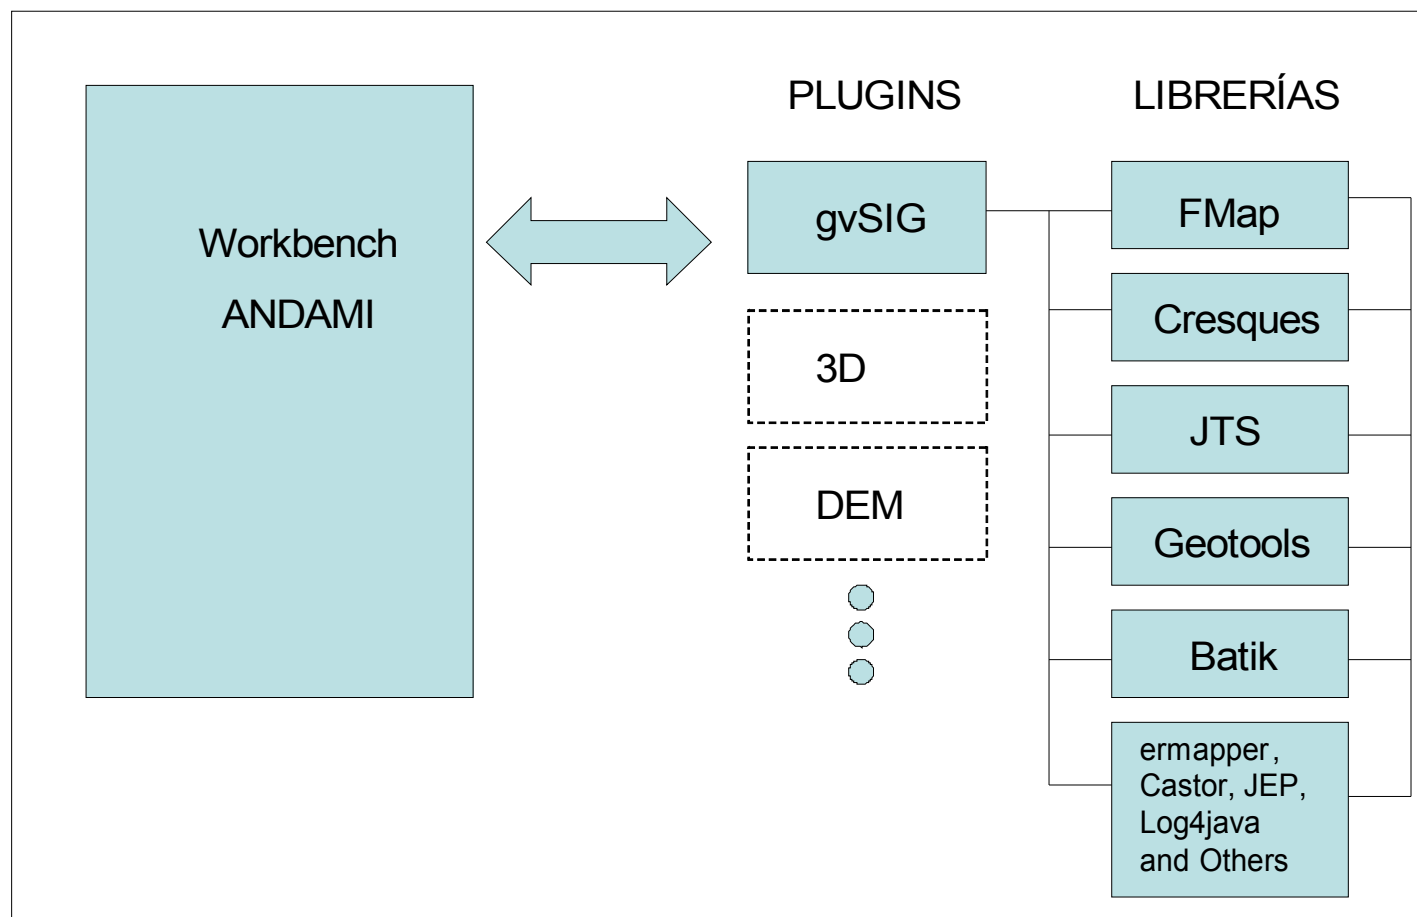 Workbench
ANDAMI
PLUGINS
gvSIG
3D
DEM
LIBRERÍAS
FMap
Cresques
JTS
Geotools
Batik
ermapper,
Castor, JEP,
Log4java
and Others